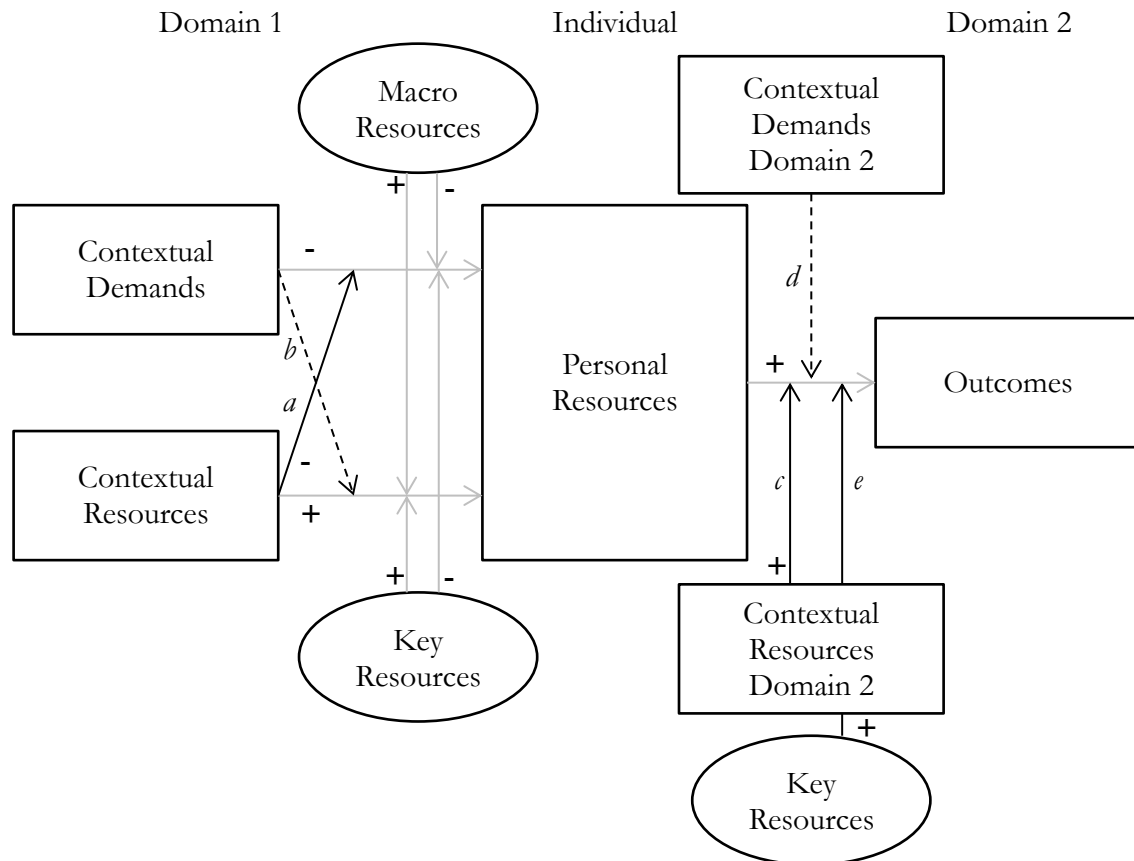 Domain 1
Individual
Domain 2
Macro
Resources
Contextual
Demands
Domain 2
+
-
Contextual
Demands
-
b
a
d
Personal
Resources
+
Outcomes
Contextual
Resources
-
+
c
e
+
-
+
Key
Resources
Contextual
Resources
Domain 2
+
Key
Resources